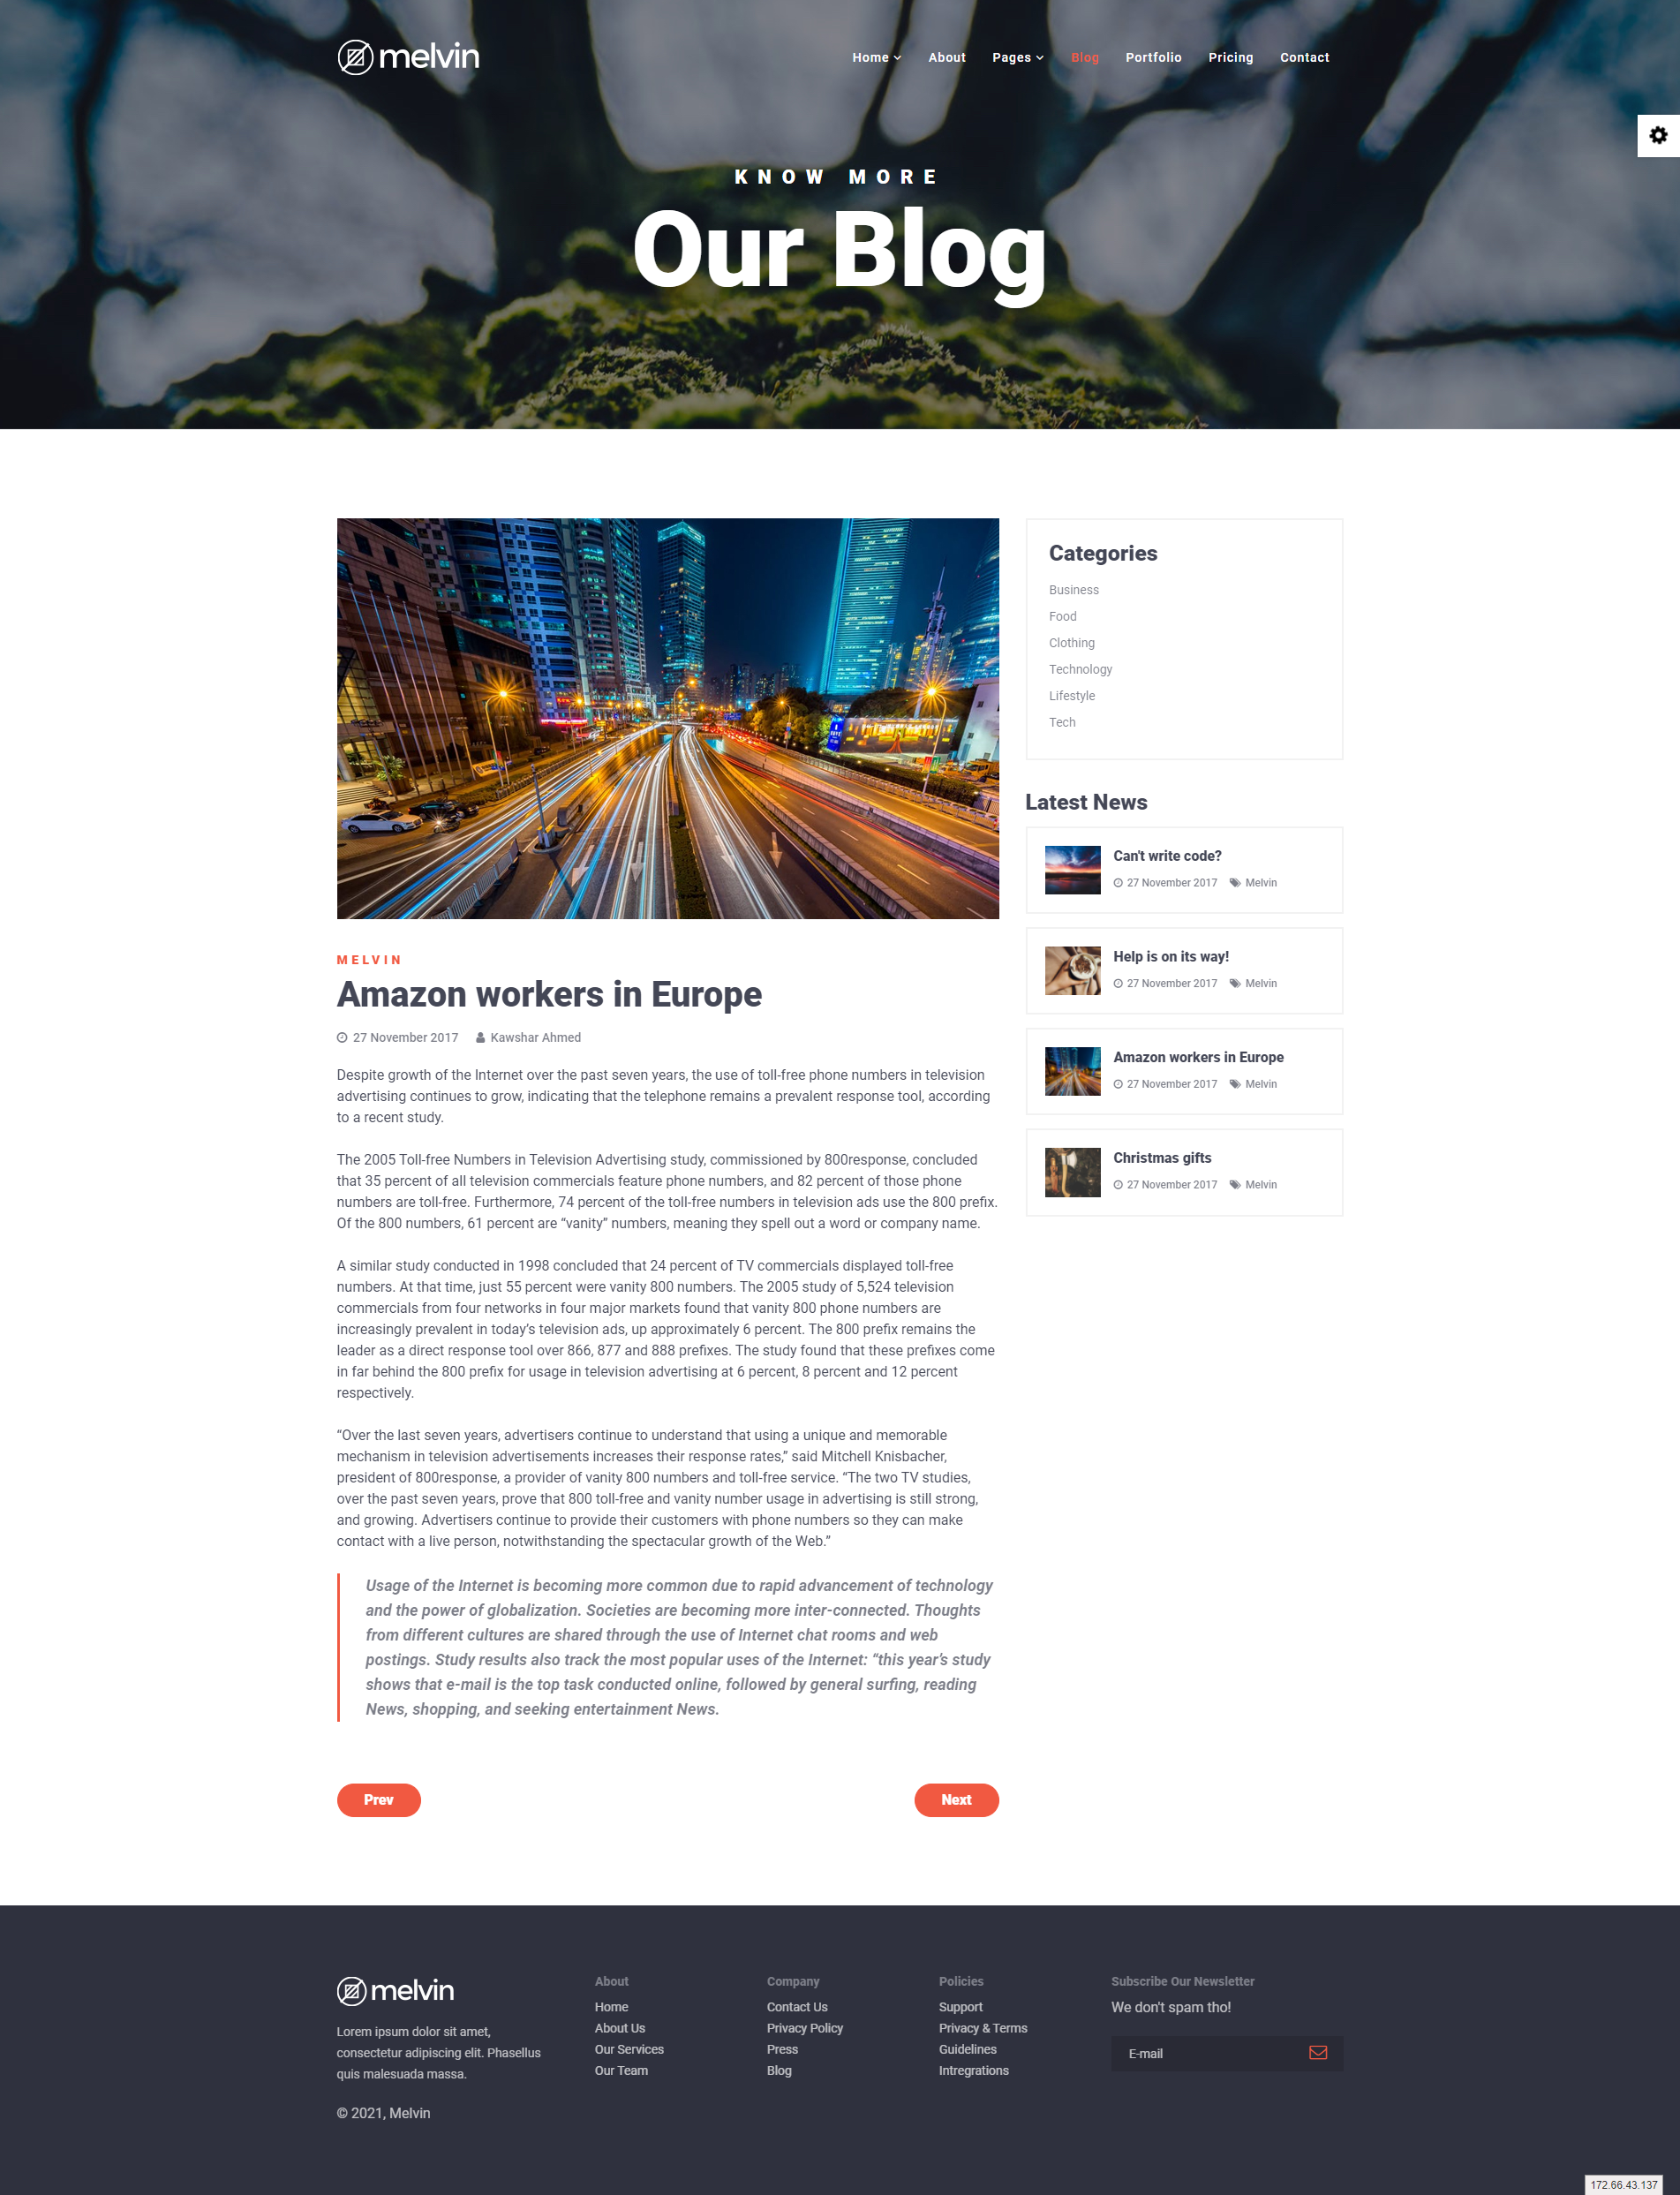 melvin
Home
About
Pages
Blog
Portfolio
Pricing
Contact
KNOW MORE
Our Blog
MELVIN
Amazon workers in Europe
27 November 2017
Kawshar Ahmed
Despite growth of the Internet over the past seven years, the use of toll-free phone numbers in television
advertising continues to grow, indicating that the telephone remains a prevalent response tool, according
to a recent study.
The 2005 Toll-free Numbers in Television Advertising study, commissioned by 800response, concluded
that 35 percent of all television commercials feature phone numbers, and 82 percent of those phone
numbers are toll-free. Furthermore, 74 percent of the toll-free numbers in television ads use the 800 prefix.
Of the 800 numbers, 61 percent are “vanity” numbers, meaning they spell out a word or company name.
A similar study conducted in 1998 concluded that 24 percent of TV commercials displayed toll-free
numbers. At that time, just 55 percent were vanity 800 numbers. The 2005 study of 5,524 television
commercials from four networks in four major markets found that vanity 800 phone numbers are
increasingly prevalent in today’s television ads, up approximately 6 percent. The 800 prefix remains the
leader as a direct response tool over 866, 877 and 888 prefixes. The study found that these prefixes come
in far behind the 800 prefix for usage in television advertising at 6 percent, 8 percent and 12 percent
respectively.
“Over the last seven years, advertisers continue to understand that using a unique and memorable
mechanism in television advertisements increases their response rates,” said Mitchell Knisbacher,
president of 800response, a provider of vanity 800 numbers and toll-free service. “The two TV studies,
over the past seven years, prove that 800 toll-free and vanity number usage in advertising is still strong,
and growing. Advertisers continue to provide their customers with phone numbers so they can make
contact with a live person, notwithstanding the spectacular growth of the Web.”
Usage of the Internet is becoming more common due to rapid advancement of technology
and the power of globalization. Societies are becoming more inter-connected. Thoughts
from different cultures are shared through the use of Internet chat rooms and web
postings. Study results also track the most popular uses of the Internet: “this year’s study
shows that e-mail is the top task conducted online, followed by general surfing, reading
News, shopping, and seeking entertainment News.
Prev
Next
Categories
Business
Food
Clothing
Technology
Lifestyle
Tech
Latest News
Can't write code?
27 November 2017
Melvin
Help is on its way!
27 November 2017
Melvin
Amazon workers in Europe
27 November 2017
Melvin
Christmas gifts
27 November 2017
Melvin
melvin
Lorem ipsum dolor sit amet,
consectetur adipiscing elit. Phasellus
quis malesuada massa.
© 2021, Melvin
About
Home
About Us
Our Services
Our Team
Company
Contact Us
Privacy Policy
Press
Blog
Policies
Support
Privacy & Terms
Guidelines
Intregrations
Subscribe Our Newsletter
We don't spam tho!
E-mail
172.66.43.137